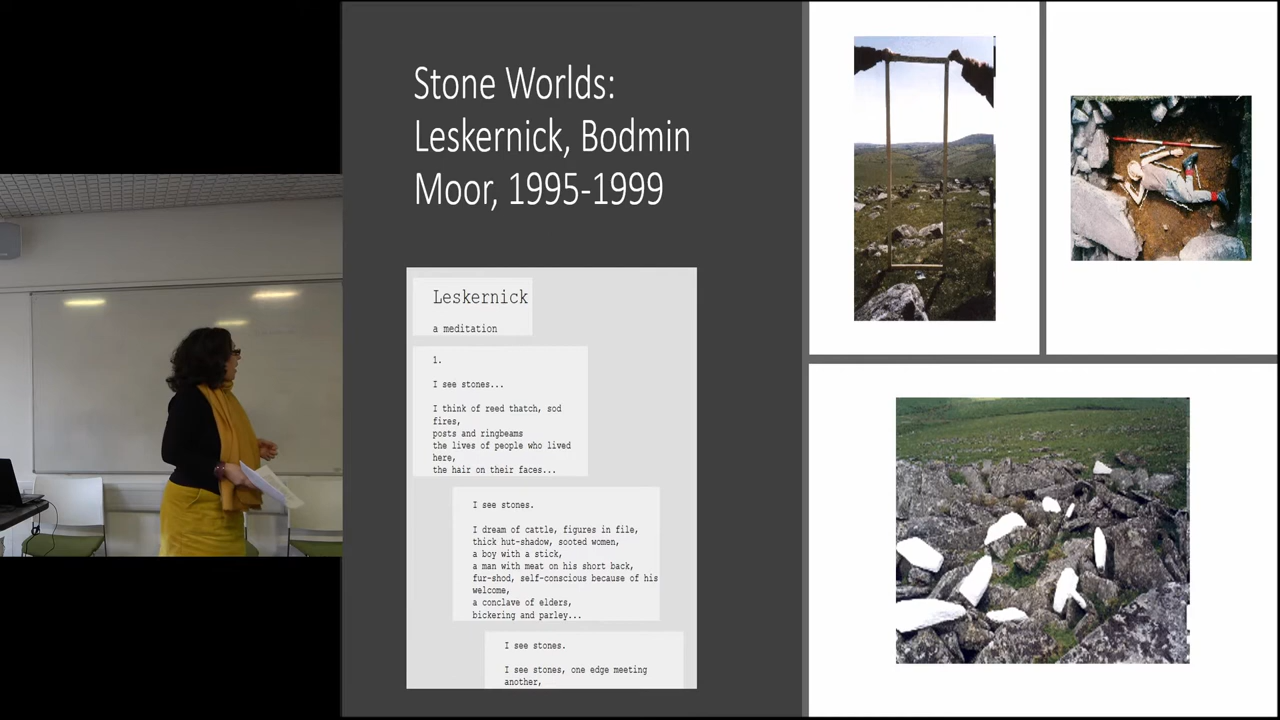 Stone Worlds:
Leskernick, Bodmin
Moor, 1995-1999
Leskernick
a meditation
1.
I see stones...
I think of reed thatch, sod
fires,
posts and ringbeams
the lives of people who lived
here,
the hair on their faces...
I see stones.
I dream of cattle, figures in file,
thick hut-shadow, sooted women,
a boy with a stick,
a man with meat on his short back,
fur-shod, self-conscious because of his
welcome,
a conclave of elders,
bickering and parley...
I see stones.
I see stones, one edge meeting
another,